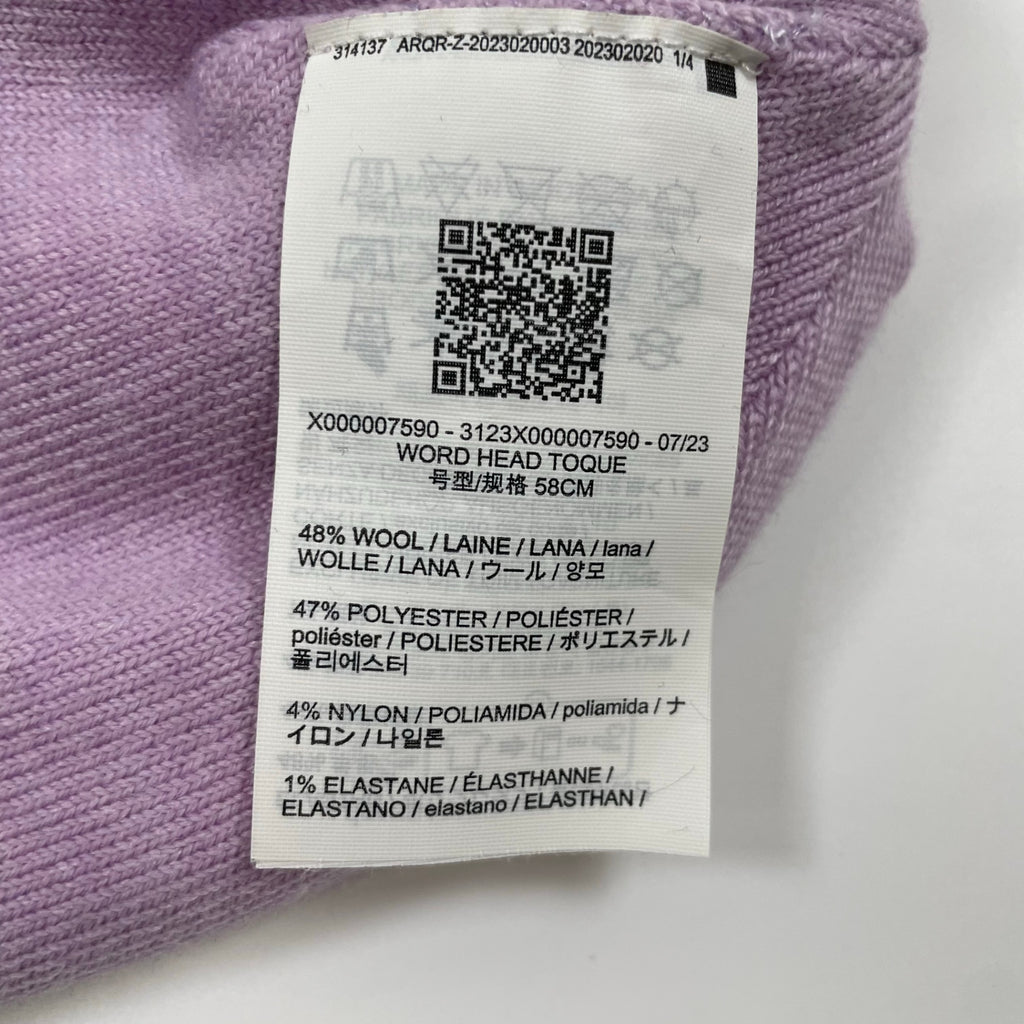 314137 ARQR-Z-2023020003 202302020 1/4
X000007590 - 3123X000007590 - 07/23
WORD HEAD TOQUE
号型/规格 58CM
48% WOOL / LAINE / LANA / lana /
WOLLE / LANA / ウール / 양모
47% POLYESTER / POLIÉSTER /
poliéster / POLIESTERE / ポリエステル /
폴리에스터
4% NYLON / POLIAMIDA / poliamida / ナ
イロン / 나일론
1% ELASTANE / ÉLASTHANNE /
ELASTANO / elastano / ELASTHAN /